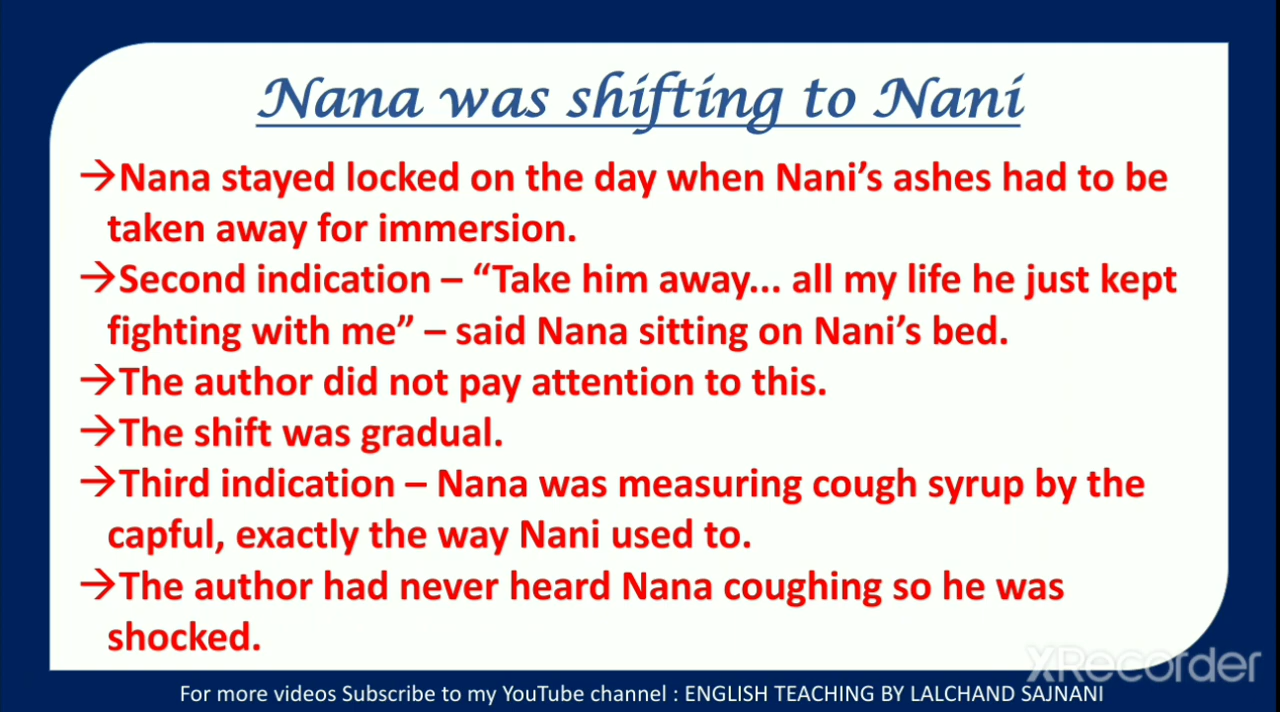 Nana was shifting to Nani
→Nana stayed locked on the day when Nani’s ashes had to be
taken away for immersion.
→Second indication – “Take him away... all my life he just kept
fighting with me” – said Nana sitting on Nani’s bed.
→The author did not pay attention to this.
→The shift was gradual.
→Third indication – Nana was measuring cough syrup by the
capful, exactly the way Nani used to.
→The author had never heard Nana coughing so he was
shocked.
XRecorder
For more videos Subscribe to my YouTube channel : ENGLISH TEACHING BY LALCHAND SAJNANI